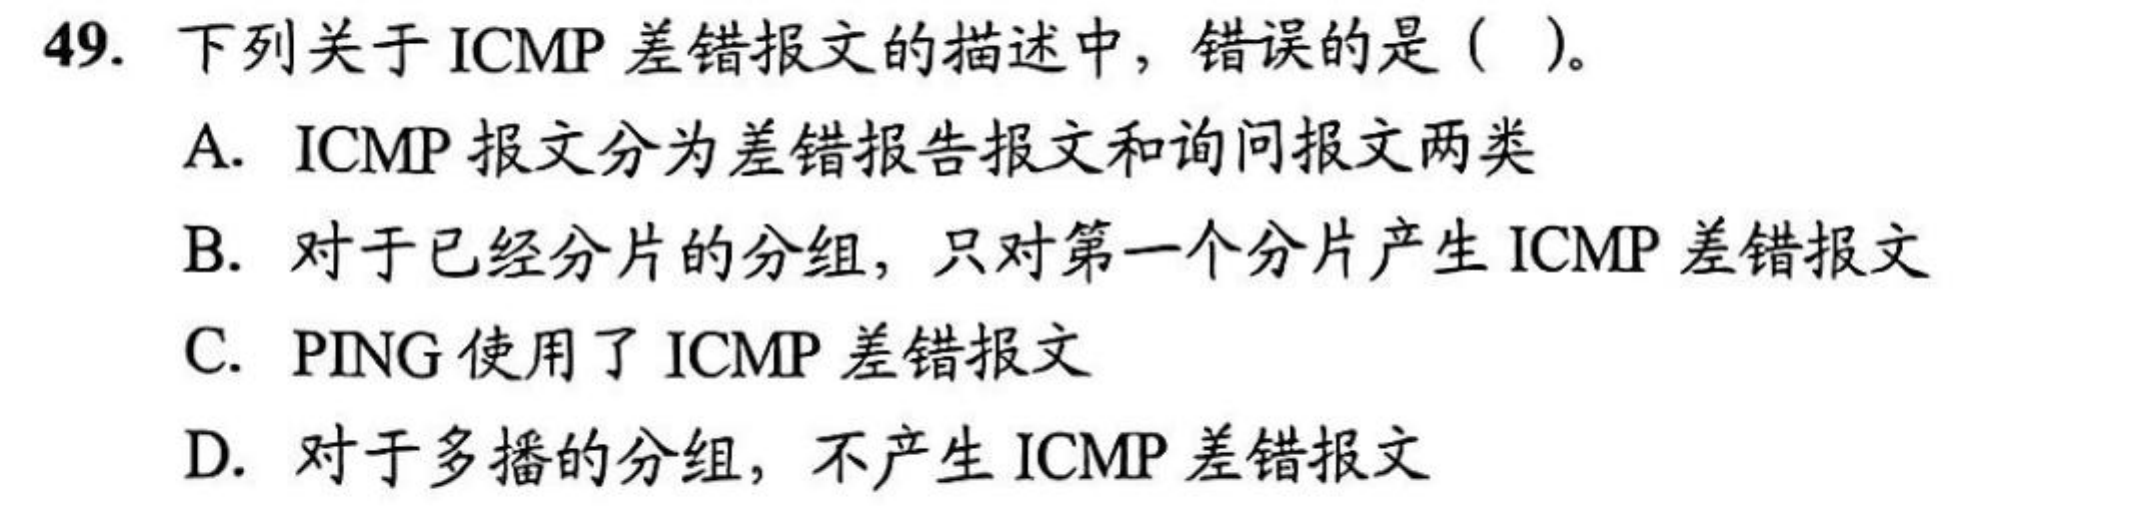 49. 下列关于 ICMP 差错报文的描述中，错误的是（ ）。
A. ICMP 报文分为差错报告报文和询问报文两类
B. 对于已经分片的分组，只对第一个分片产生 ICMP 差错报文
C. PING 使用了 ICMP 差错报文
D. 对于多播的分组，不产生 ICMP 差错报文